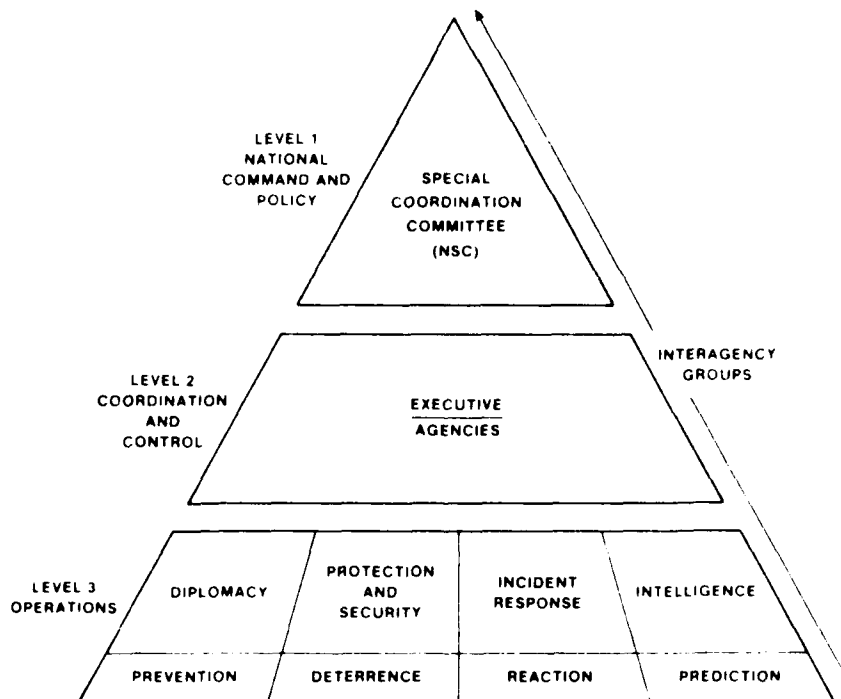 LEVEL 1
NATIONAL
COMMAND AND
POLICY
SPECIAL
COORDINATION
COMMITTEE
(NSC)
INTERAGENCY
GROUPS
LEVEL 2
COORDINATION
AND
CONTROL
EXECUTIVE
AGENCIES
LEVEL 3
OPERATIONS
DIPLOMACY
PROTECTION
AND
SECURITY
INCIDENT
RESPONSE
INTELLIGENCE
PREVENTION
DETERRENCE
REACTION
PREDICTION